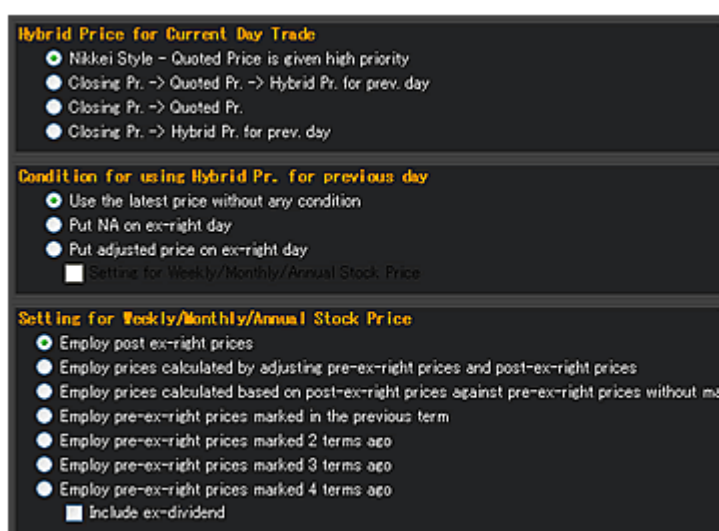 Hybrid Price for Current Day Trade
Nikkei Style - Quoted Price is given high priority
Closing Pr. -> Quoted Pr. -> Hybrid Pr. for prev. day
Closing Pr. -> Quoted Pr.
Closing Pr. -> Hybrid Pr. for prev. day
Condition for using Hybrid Pr. for previous day
Use the latest price without any condition
Put NA on ex-right day
Put adjusted price on ex-right day
Setting for Weekly/Monthly/Annual Stock Price
Setting for Weekly/Monthly/Annual Stock Price
Employ post ex-right prices
Employ prices calculated by adjusting pre-ex-right prices and post-ex-right prices
Employ prices calculated based on post-ex-right prices against pre-ex-right prices without
Employ pre-ex-right prices marked in the previous term
Employ pre-ex-right prices marked 2 terms ago
Employ pre-ex-right prices marked 3 terms ago
Employ pre-ex-right prices marked 4 terms ago
Include ex-dividend